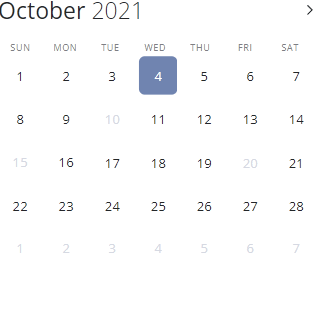 October 2021
SUN MON TUE WED THU FRI SAT
1 2 3 4 5 6 7
8 9 10 11 12 13 14
15 16 17 18 19 20 21
22 23 24 25 26 27 28
1 2 3 4 5 6 7